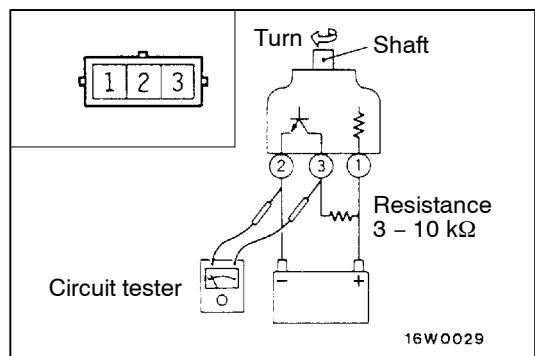 Turn
Shaft
1 2 3
2 3 1
Resistance
3 – 10 kΩ
Circuit tester
– +
16W0029